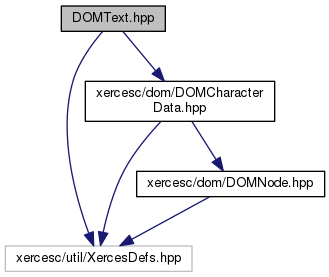 DOMText.hpp
xercesc/dom/DOMCharacter
Data.hpp
xercesc/dom/DOMNode.hpp
xercesc/util/XercesDefs.hpp